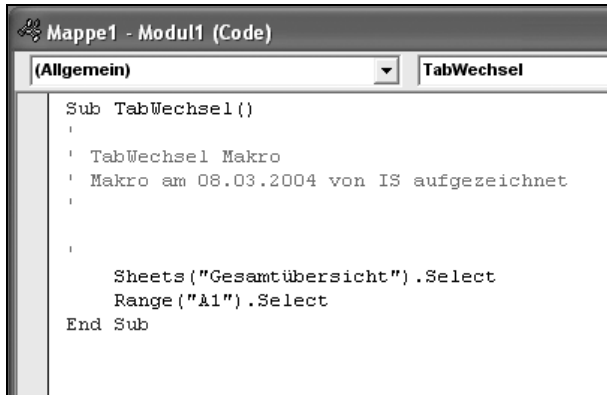 Mappe1 - Modul1 (Code)
(Allgemein) TabWechsel
Sub TabWechsel()
'
' TabWechsel Makro
' Makro am 08.03.2004 von IS aufgezeichnet
'
'
Sheets("Gesamtübersicht").Select
Range("A1").Select
End Sub